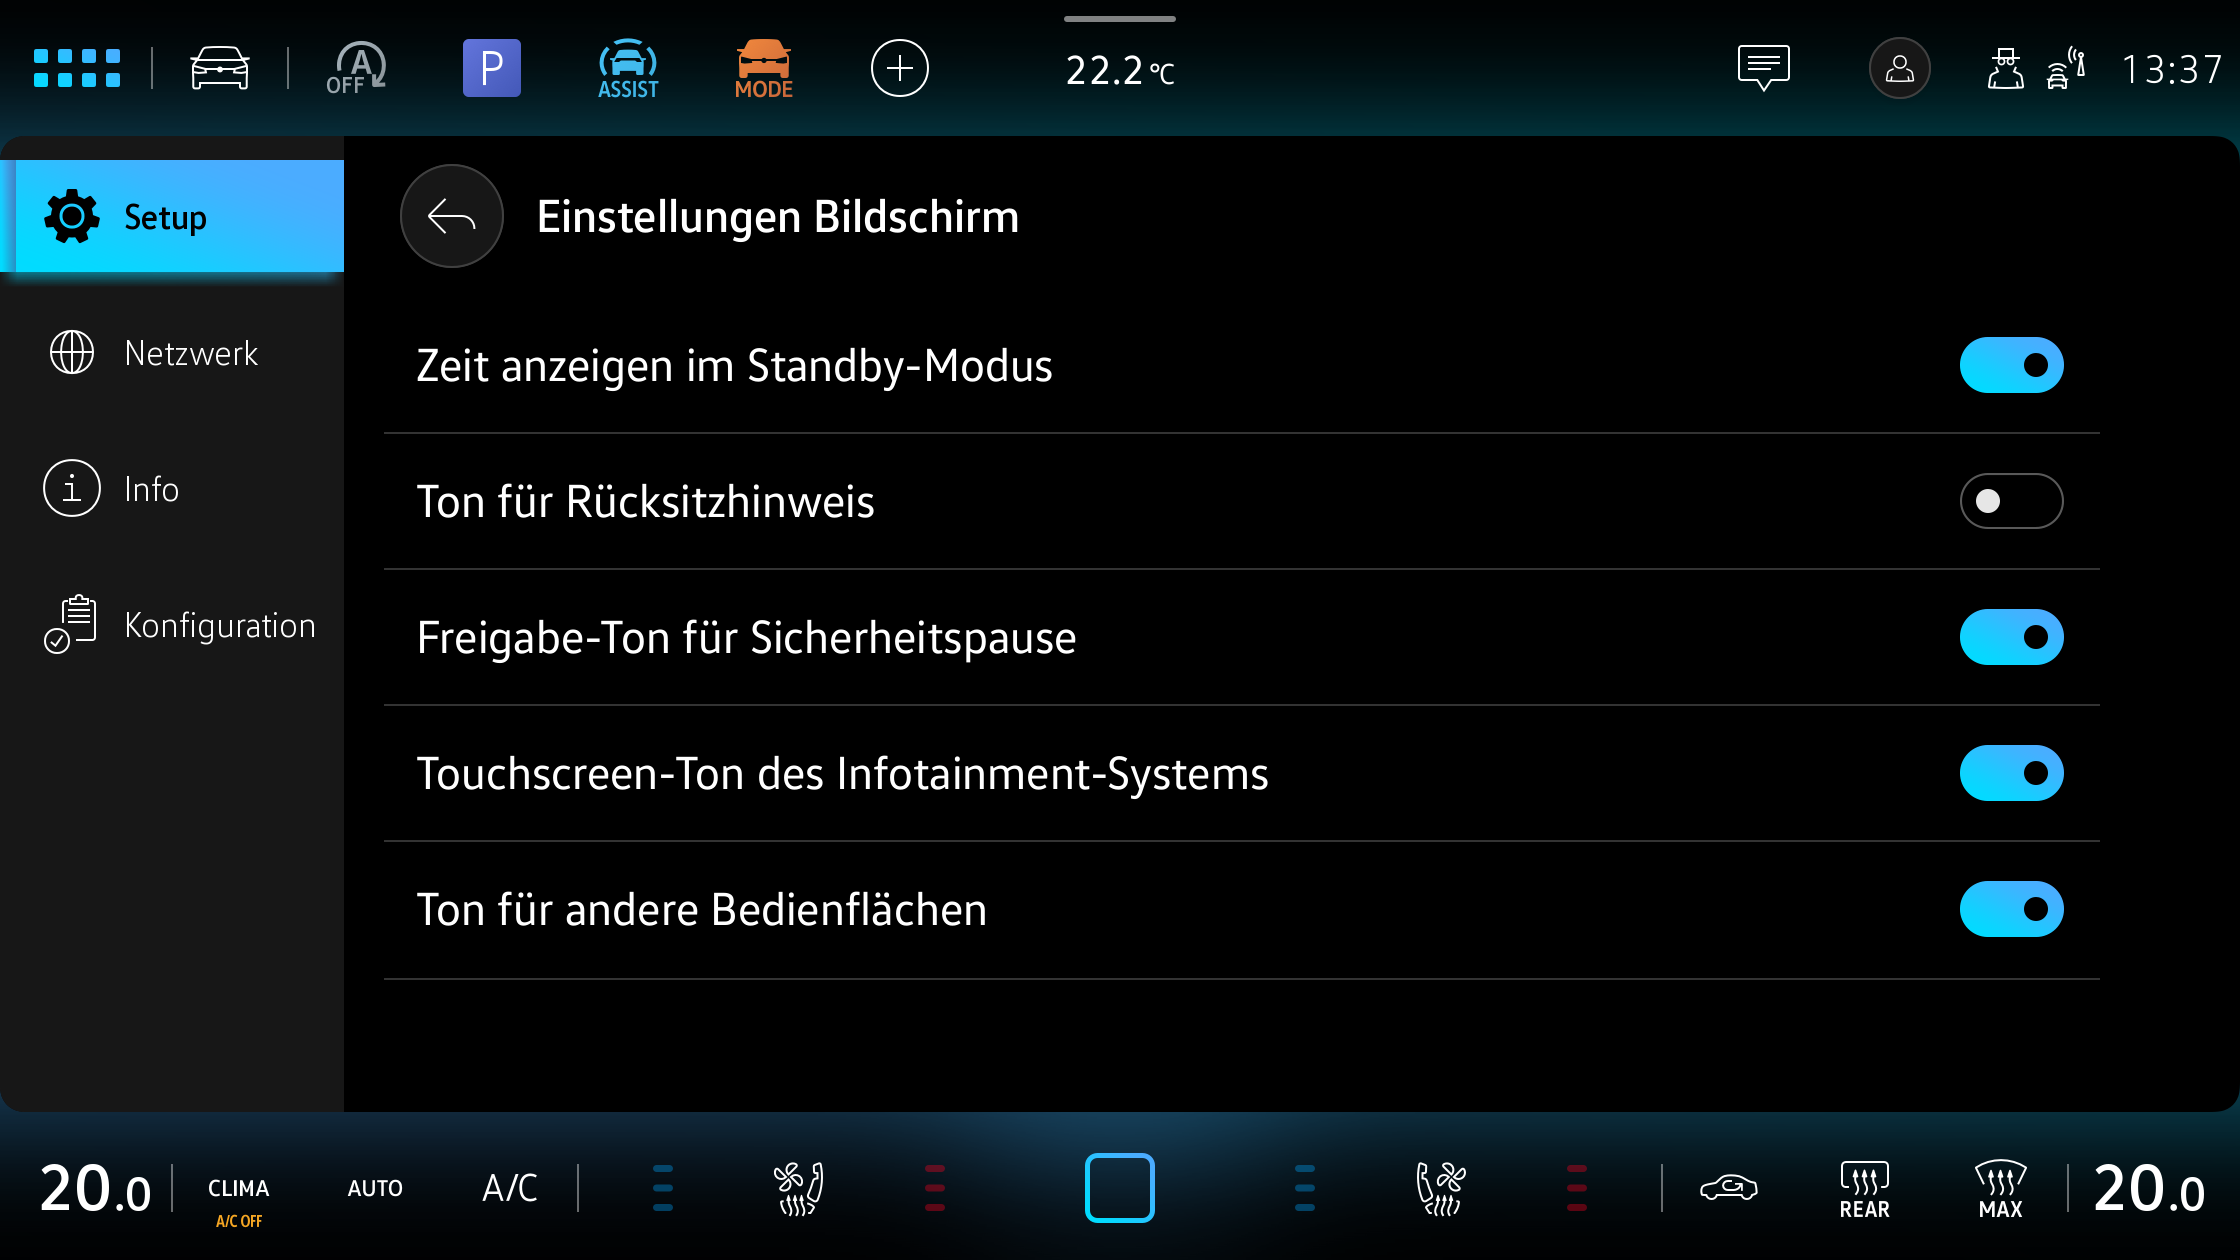 A
OFF
P
ASSIST
MODE
22.2 °C
13:37
Setup
Netzwerk
Info
Konfiguration
Einstellungen Bildschirm
Zeit anzeigen im Standby-Modus
Ton für Rücksitzhinweis
Freigabe-Ton für Sicherheitspause
Touchscreen-Ton des Infotainment-Systems
Ton für andere Bedienflächen
20.0
CLIMA
A/C OFF
AUTO
A/C
REAR
MAX
20.0